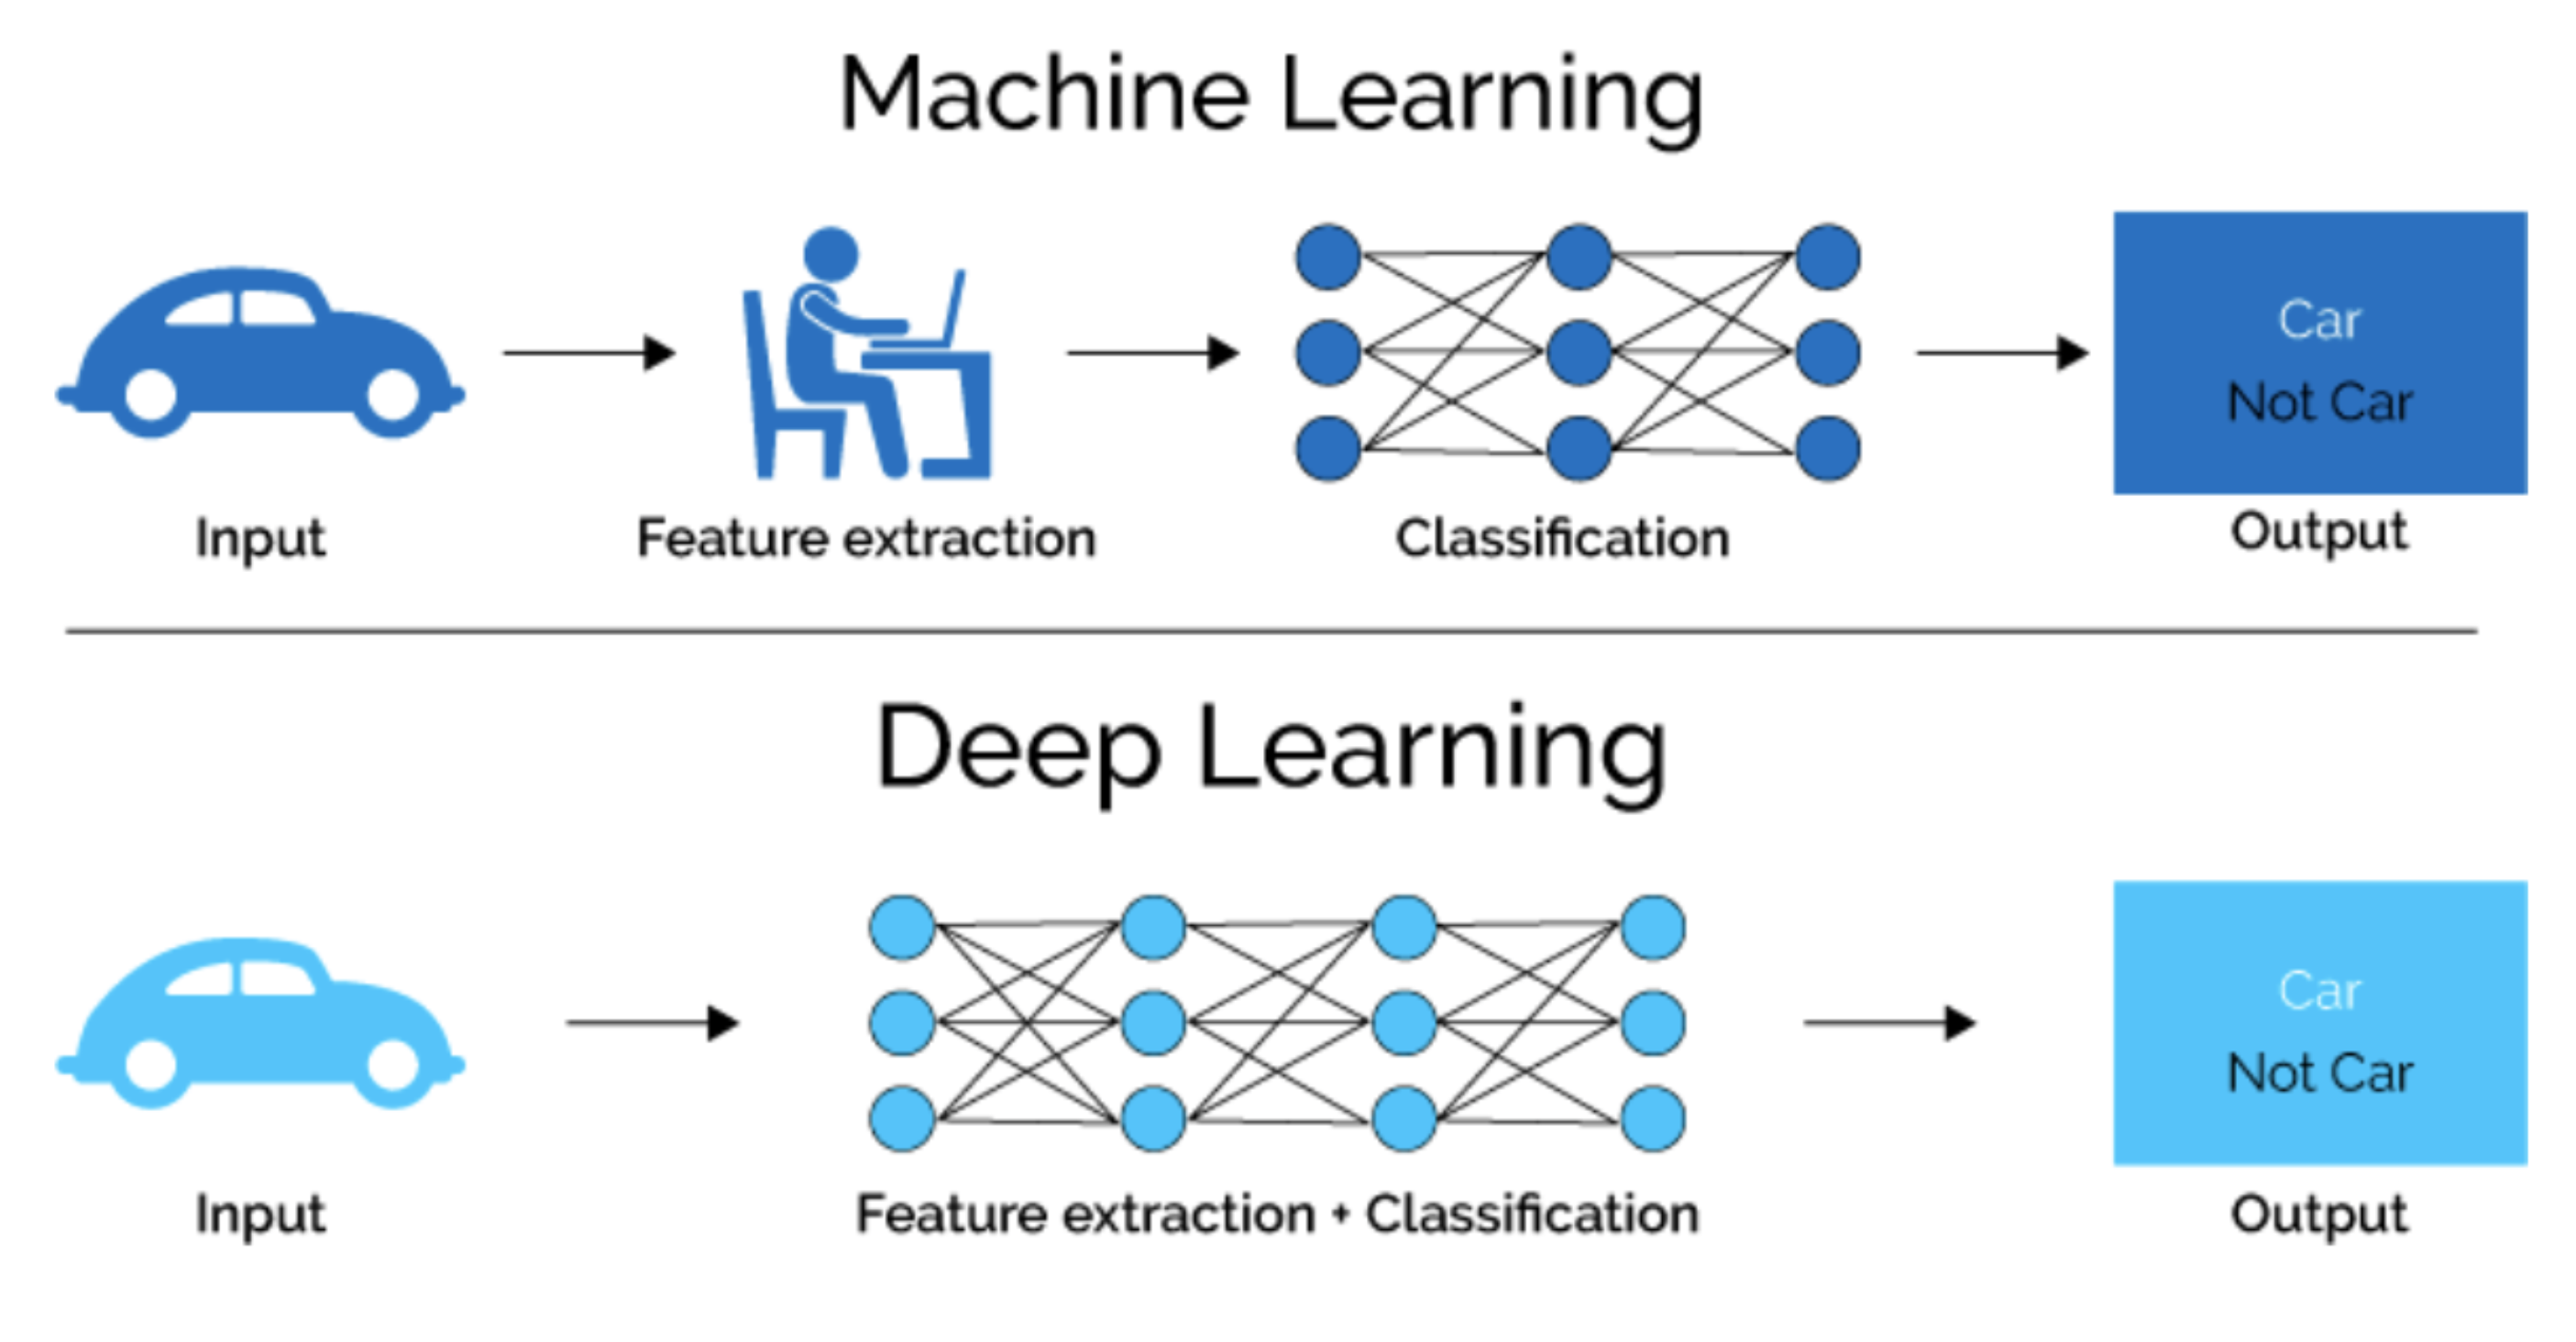 Machine Learning
Car
Not Car
Input
Feature extraction
Classification
Output
Deep Learning
Car
Not Car
Input
Feature extraction + Classification
Output